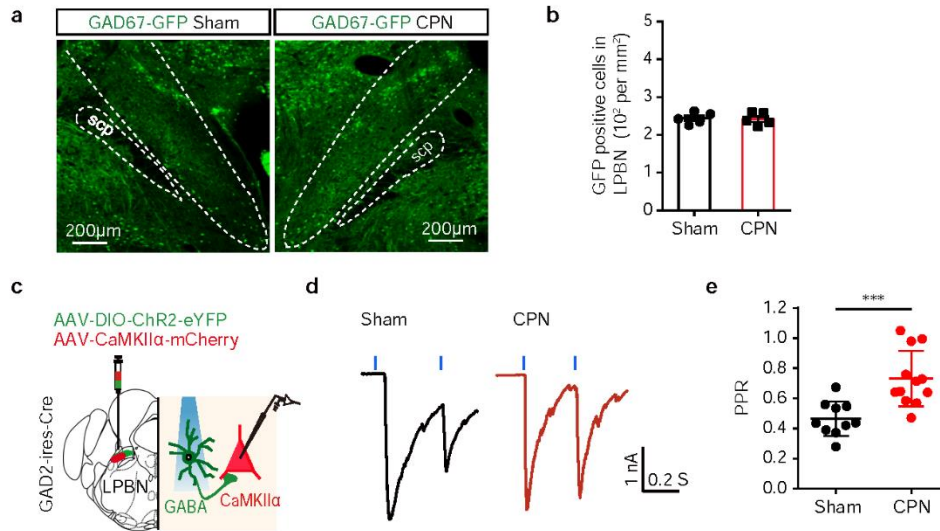 a
GAD67-GFP Sham
GAD67-GFP CPN
scp
200μm
scp
200μm
b
GFP positive cells in
LPBN (10² per mm²)
5
4
3
2
1
0
Sham
CPN
c
AAV-DIO-ChR2-eYFP
AAV-CaMKIIα-mCherry
GAD2-ires-Cre
LPBN
GABA
CaMKIIα
d
Sham
CPN
1 nA
0.2 S
e
***
PPR
1.2
1.0
0.8
0.6
0.4
0.2
0.0
Sham
CPN